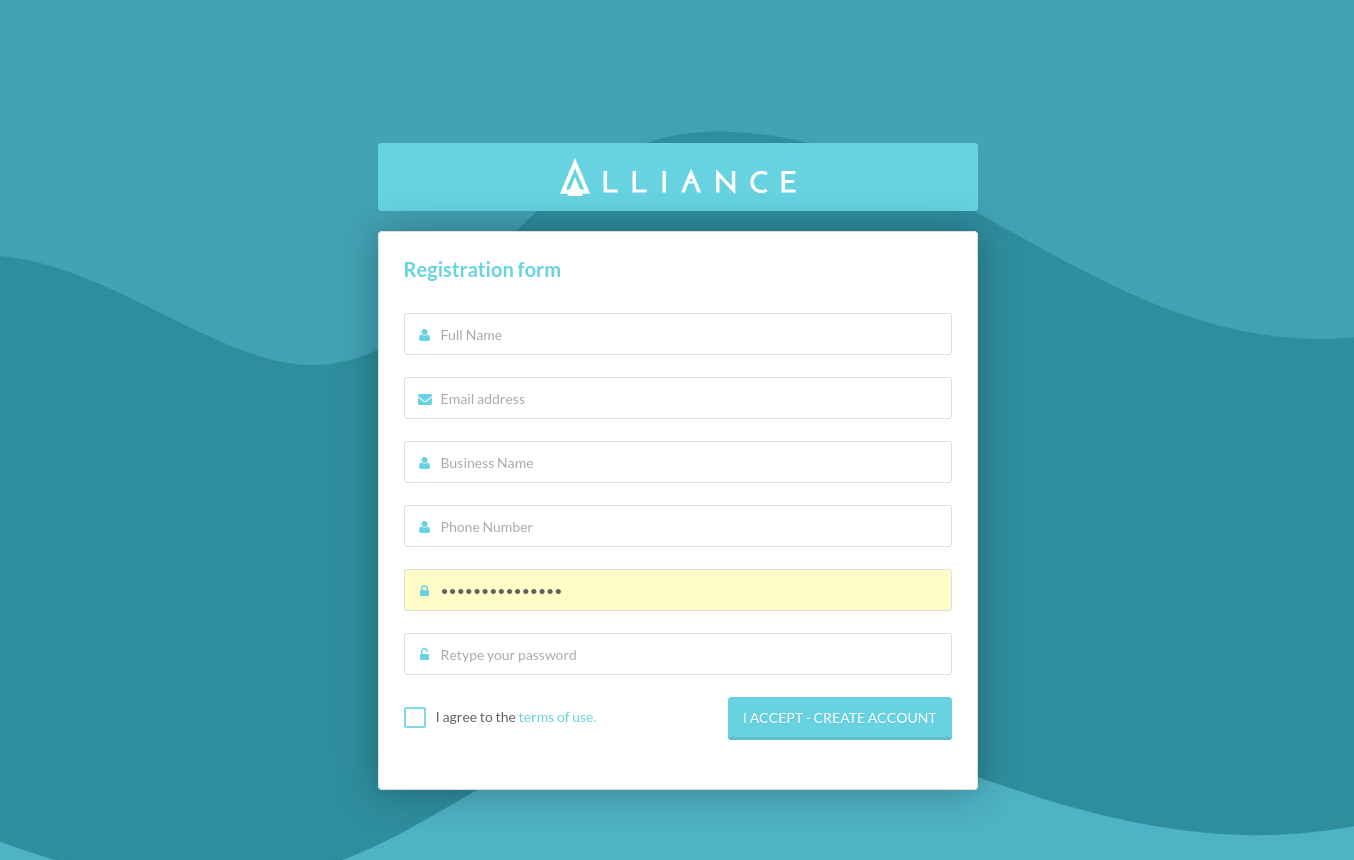 ALLIANCE
Registration form
Full Name
Email address
Business Name
Phone Number
•••••••••••••••
Retype your password
I agree to the terms of use.
I ACCEPT - CREATE ACCOUNT